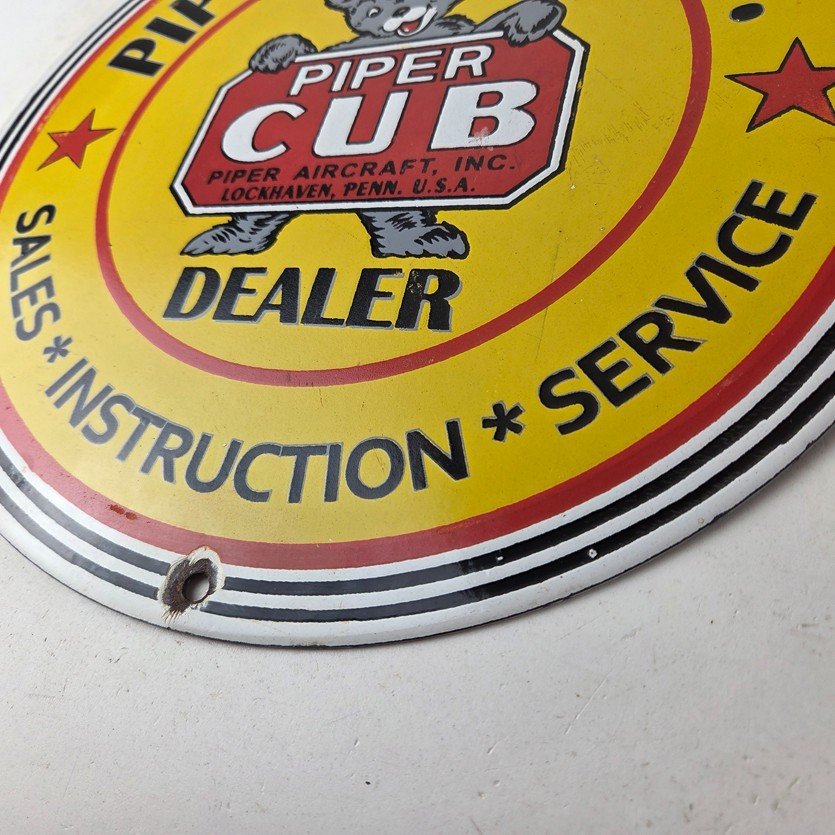 PIPER
CUB
PIPER AIRCRAFT, INC.
LOCKHAVEN, PENN. U.S.A.
DEALER
SALES * INSTRUCTION * SERVICE